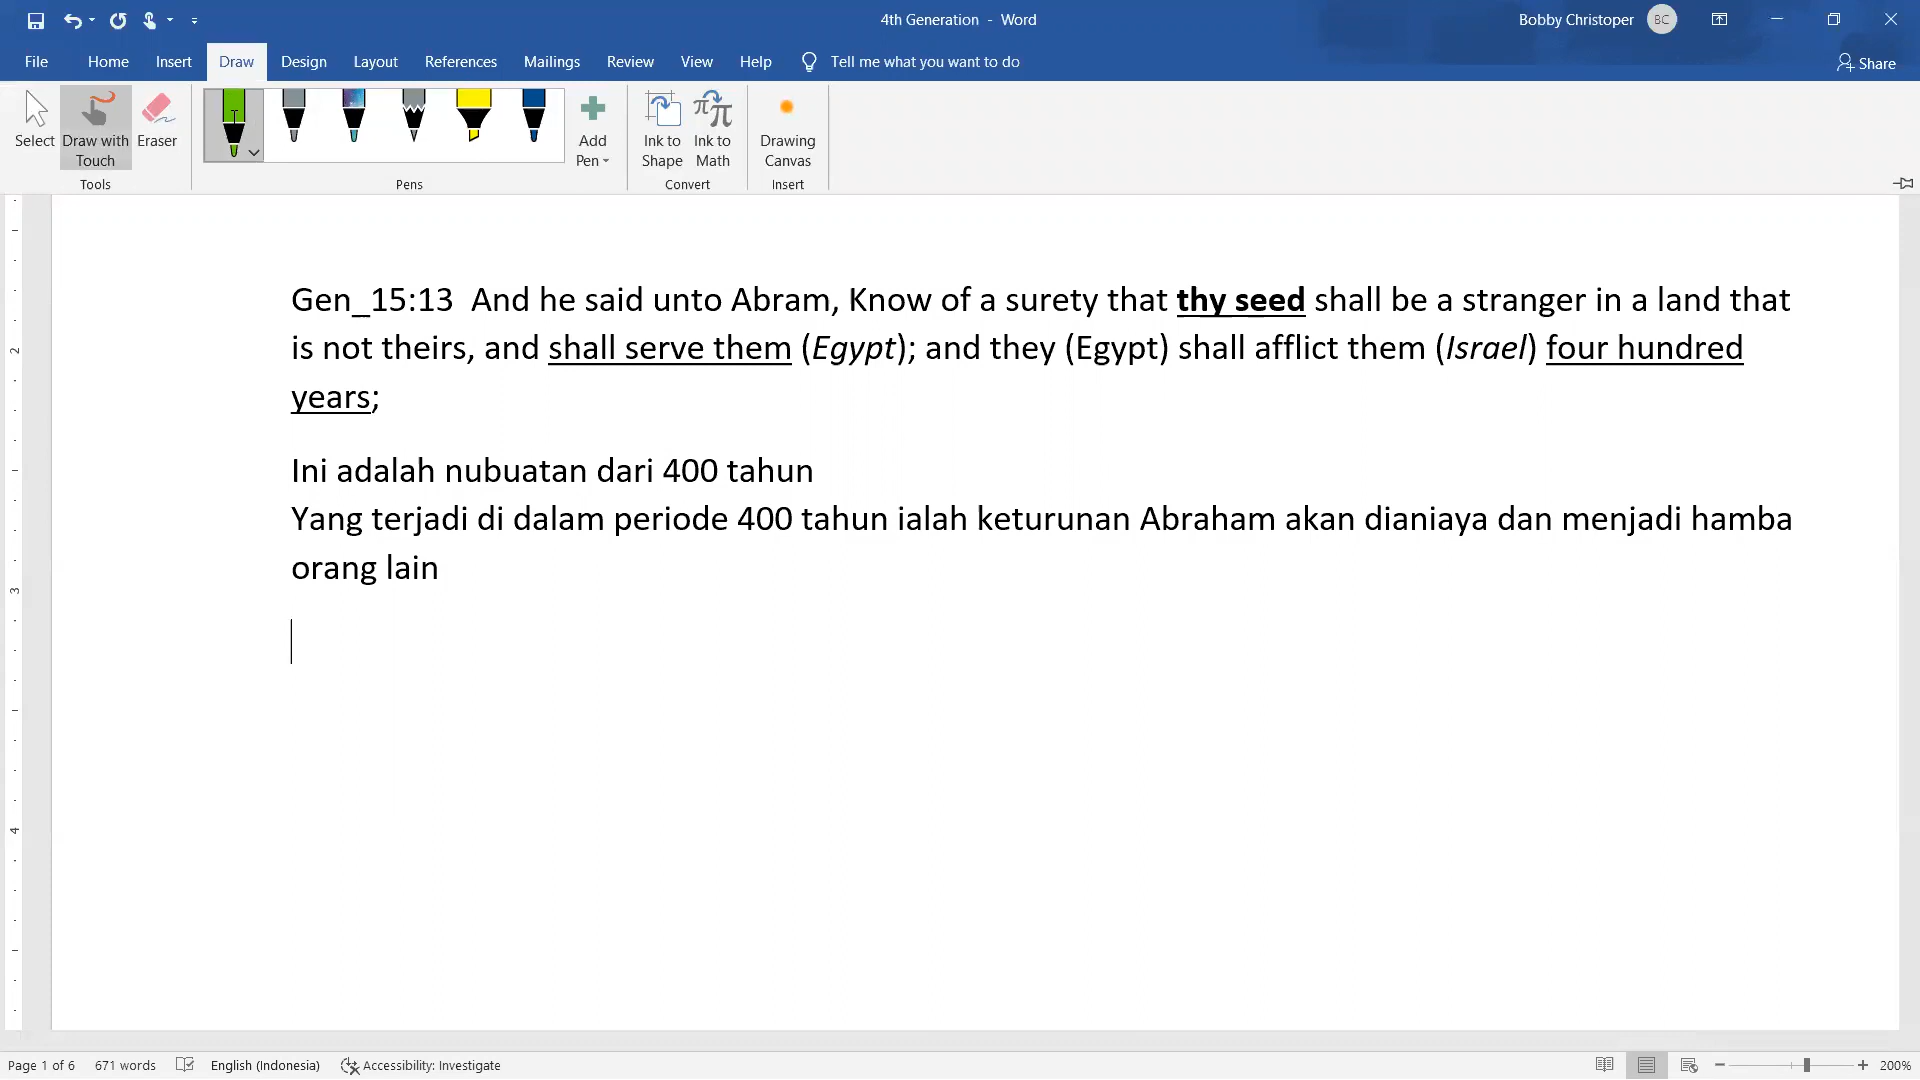 4th Generation - Word
Bobby Christoper
BC
File
Home
Insert
Draw
Design
Layout
References
Mailings
Review
View
Help
Tell me what you want to do
Share
Select
Draw with
Touch
Eraser
Add
Pen
Ink to
Shape
Ink to
Math
Drawing
Canvas
Tools
Pens
Convert
Insert
Gen_15:13 And he said unto Abram, Know of a surety that thy seed shall be a stranger in a land that
is not theirs, and shall serve them (Egypt); and they (Egypt) shall afflict them (Israel) four hundred
years;
Ini adalah nubuatan dari 400 tahun
Yang terjadi di dalam periode 400 tahun ialah keturunan Abraham akan dianiaya dan menjadi hamba
orang lain
2
3
4
Page 1 of 6
671 words
English (Indonesia)
Accessibility: Investigate
200%